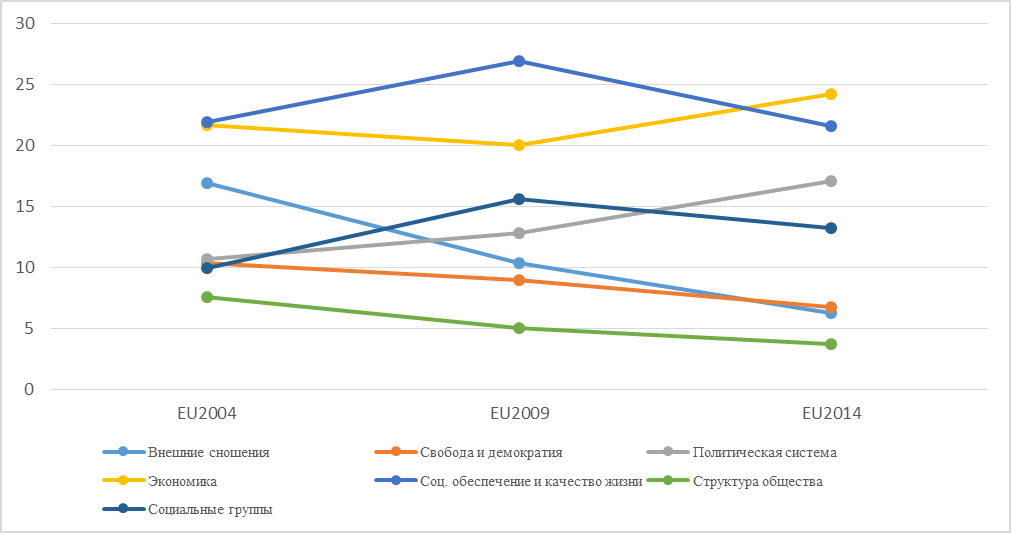 30
25
20
15
10
5
0
EU2004 EU2009 EU2014
Внешние сношения Свобода и демократия Политическая система
Экономика Соц. обеспечение и качество жизни Структура общества
Социальные группы